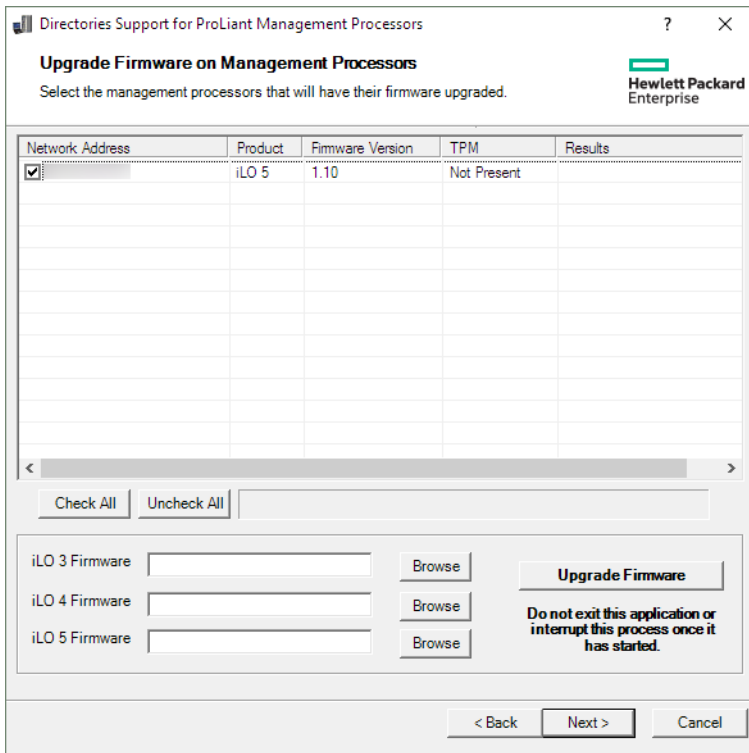 Directories Support for ProLiant Management Processors
Upgrade Firmware on Management Processors
Select the management processors that will have their firmware upgraded.
Hewlett Packard
Enterprise
Network Address Product Firmware Version TPM Results
iLO 5 1.10 Not Present
Check All Uncheck All
iLO 3 Firmware Browse
Upgrade Firmware
iLO 4 Firmware Browse
Do not exit this application or
interrupt this process once it
has started.
iLO 5 Firmware Browse
< Back Next > Cancel